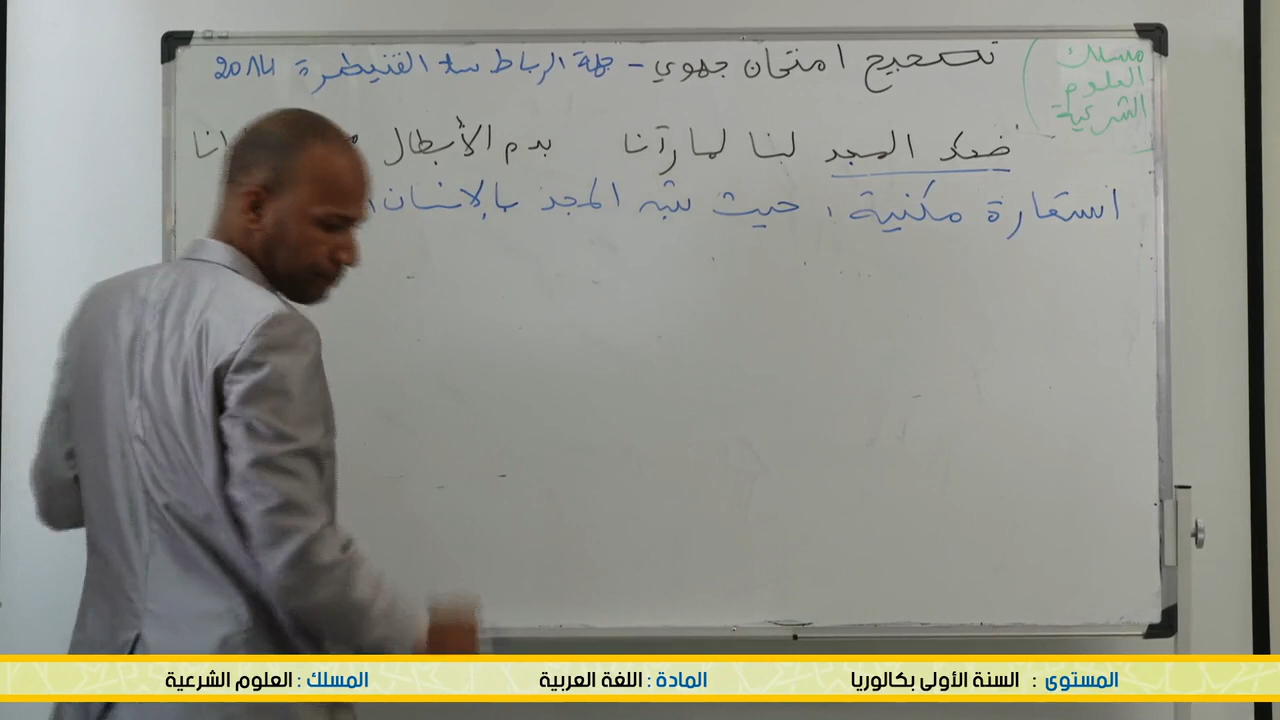 تصحيح امتحان جهوي - جهة الرباط سلا القنيطرة 2014
مسلك
العلوم
الشرعية
ضحك المجد لنا لما رآنا بدم الأبطال
استعارة مكنية، حيث شبه المجد بالإنسان
المستوى : السنة الأولى بكالوريا
المادة : اللغة العربية
المسلك : العلوم الشرعية